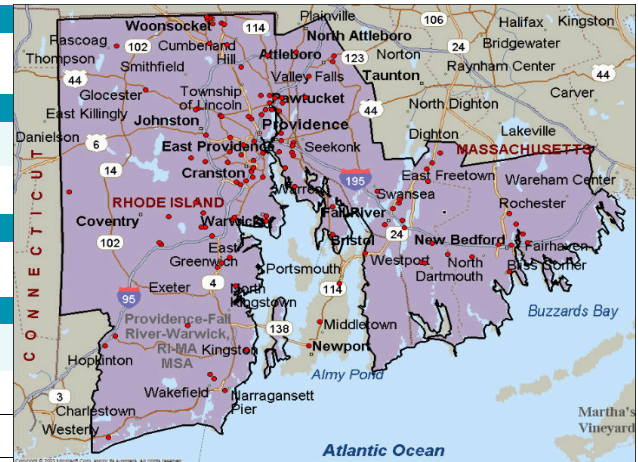 Plainville
106
Halifax
Kingston
Woonsocket
114
North Attleboro
Bridgewater
Pascoag
102
Cumberland
Hill
Attleboro
123
Norton
24
Thompson
Smithfield
Valley Falls
Taunton
Raynham Center
44
44
Glocester
Township
of Lincoln
Pawtucket
44
North Dighton
Carver
East Killingly
Johnston
Providence
Dighton
Lakeville
Danielson
6
East Providence
Seekonk
MASSACHUSETTS
14
Cranston
195
East Freetown
Wareham Center
Warren
Swansea
Rochester
RHODE ISLAND
Fall River
CONNECTICUT
Coventry
Warwick
24
102
Bristol
New Bedford
Fairhaven
East
Greenwich
Portsmouth
Westport
North
Dartmouth
Bliss Corner
95
Exeter
4
North
Kingstown
114
Buzzards Bay
Providence-Fall
River-Warwick,
RI-MA
MSA
138
Middletown
Kingston
Newport
Hopkinton
Almy Pond
3
Wakefield
Narragansett
Pier
Charlestown
Martha's
Vineyard
Westerly
Atlantic Ocean